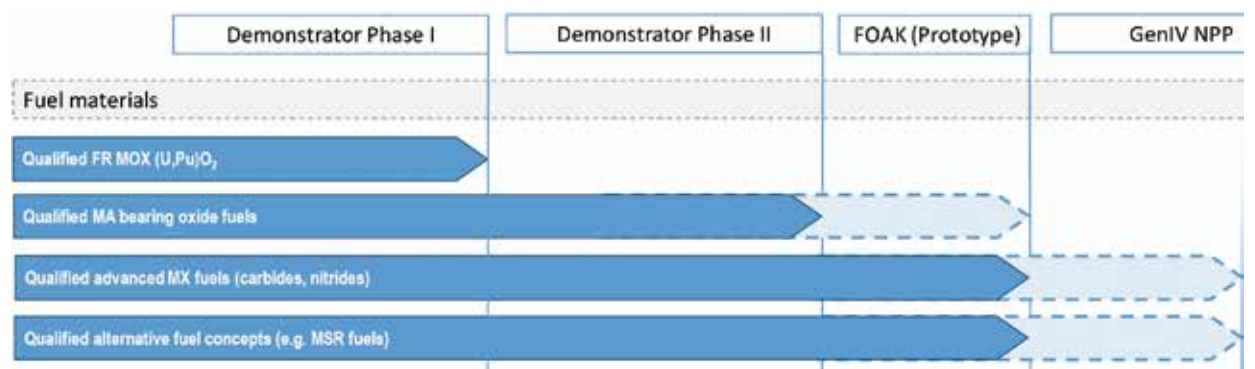 Demonstrator Phase I
Demonstrator Phase II
FOAK (Prototype)
GenIV NPP
Fuel materials
Qualified FR MOX (U,Pu)O₂
Qualified MA bearing oxide fuels
Qualified advanced MX fuels (carbides, nitrides)
Qualified alternative fuel concepts (e.g. MSR fuels)